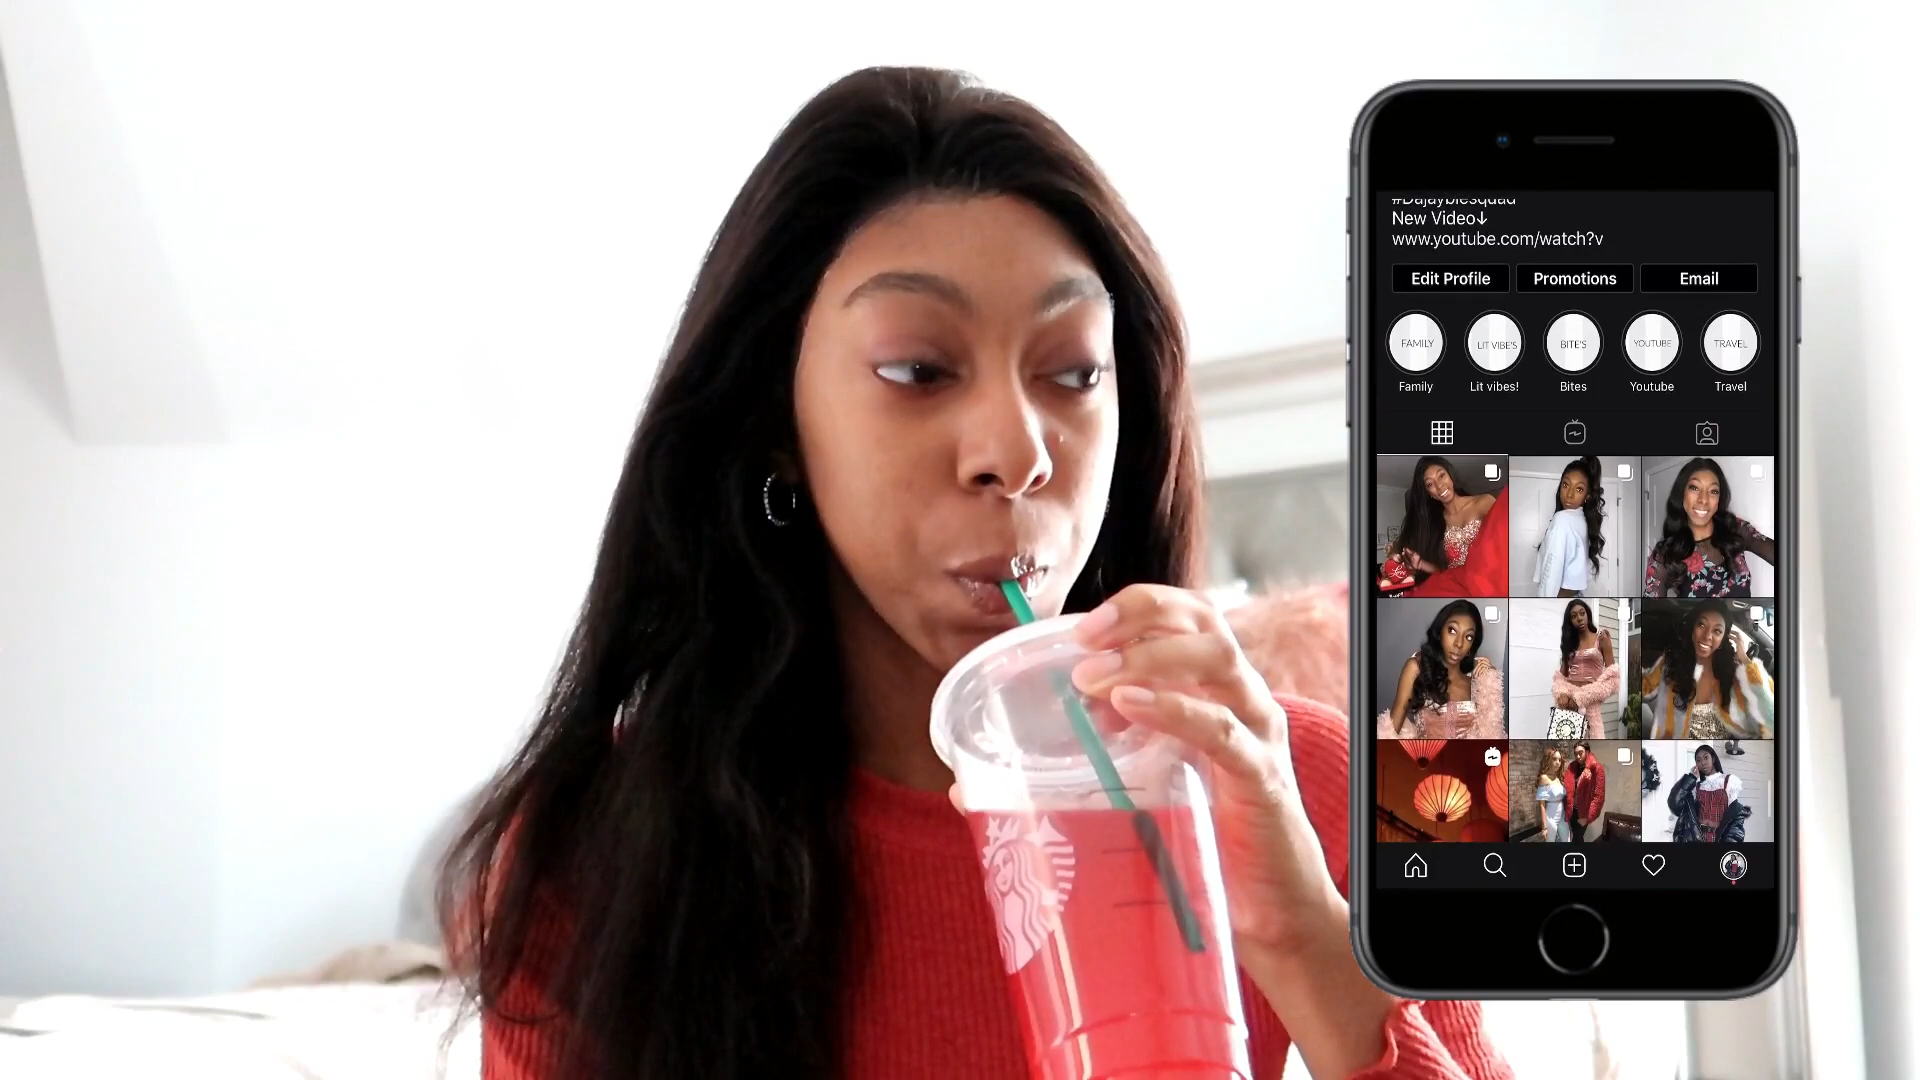 #Dajaybiesquad
New Video↓
www.youtube.com/watch?v
Edit Profile
Promotions
Email
FAMILY
LIT VIBE'S
BITE'S
YOUTUBE
TRAVEL
Family
Lit vibes!
Bites
Youtube
Travel